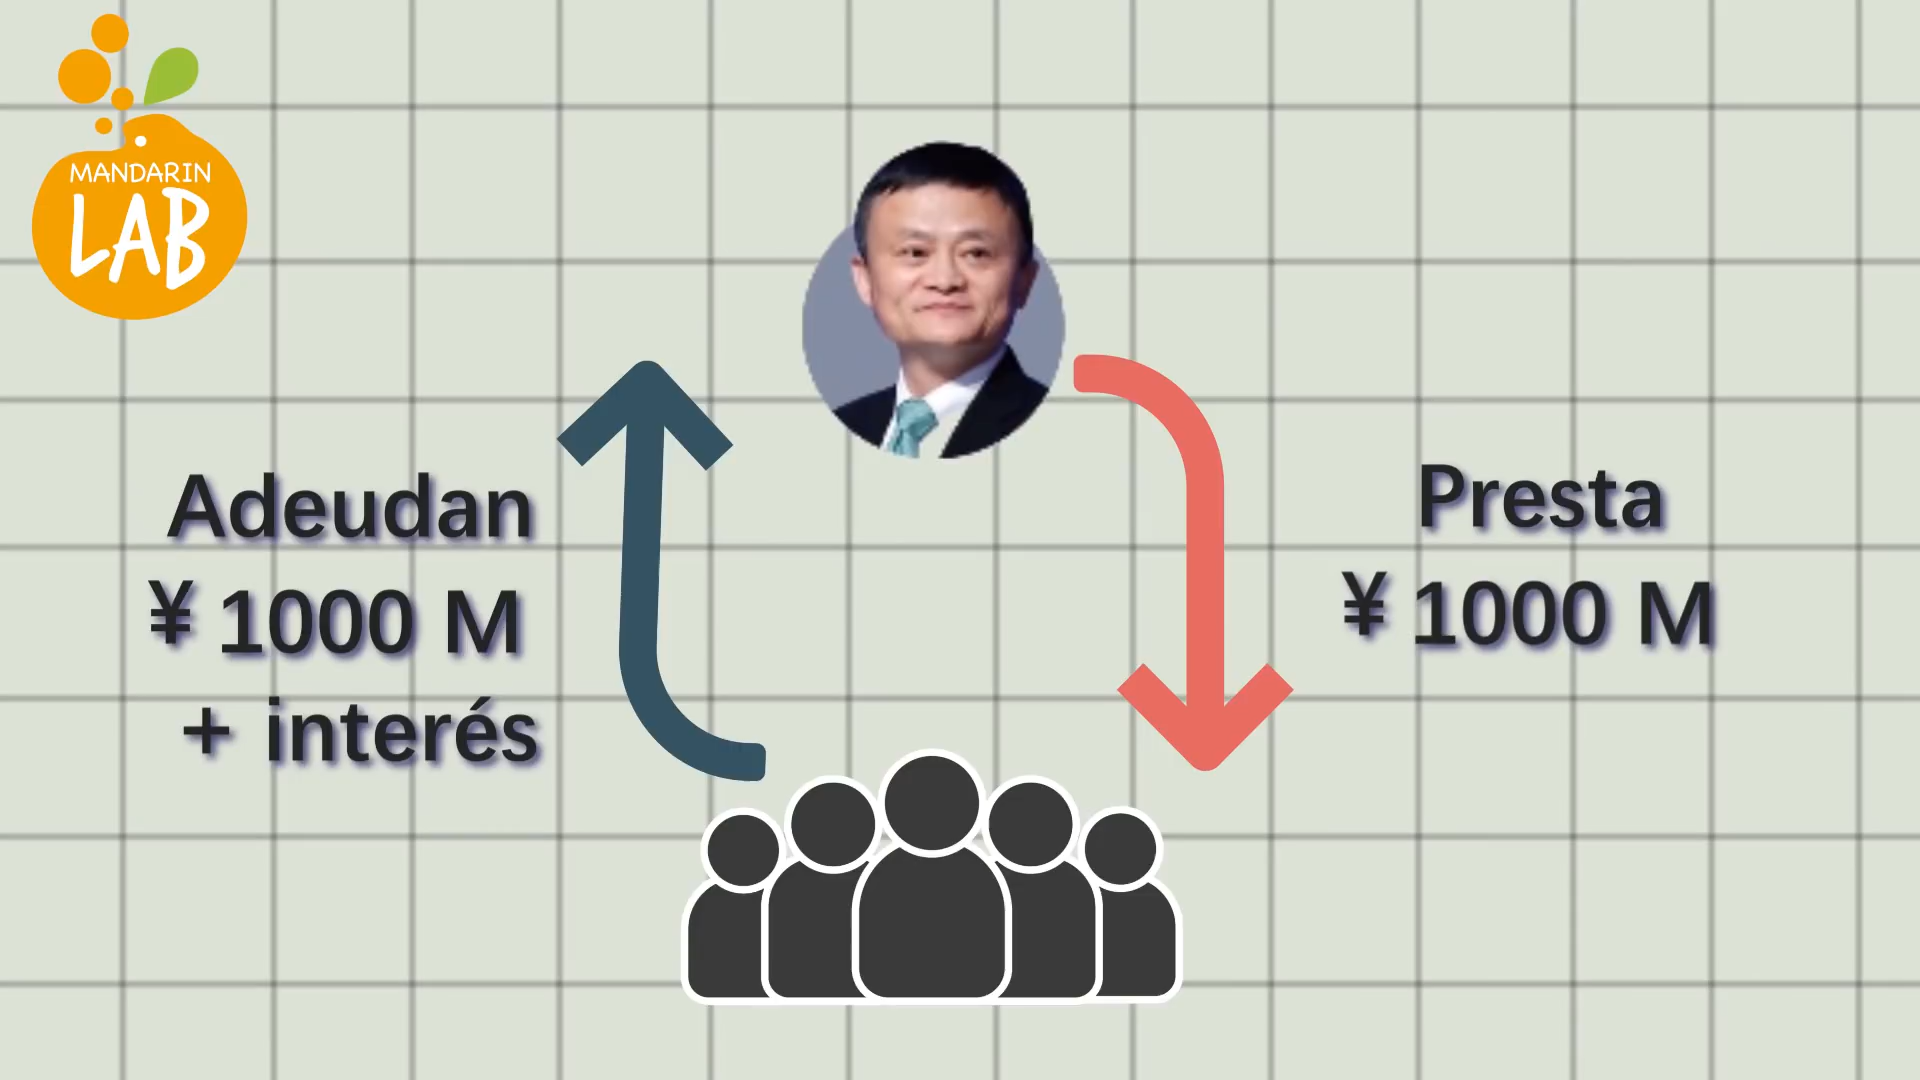 MANDARIN
LAB
Adeudan
¥ 1000 M
+ interés
Presta
¥ 1000 M